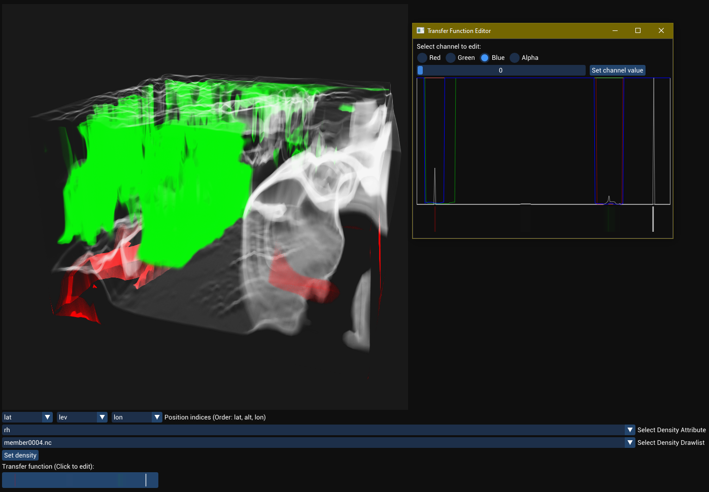 Transfer Function Editor
Select channel to edit:
Red Green Blue Alpha
0 Set channel value
lat lev lon Position indices (Order: lat, alt, lon)
rh Select Density Attribute
member0004.nc Select Density Drawlist
Set density
Transfer function (Click to edit):